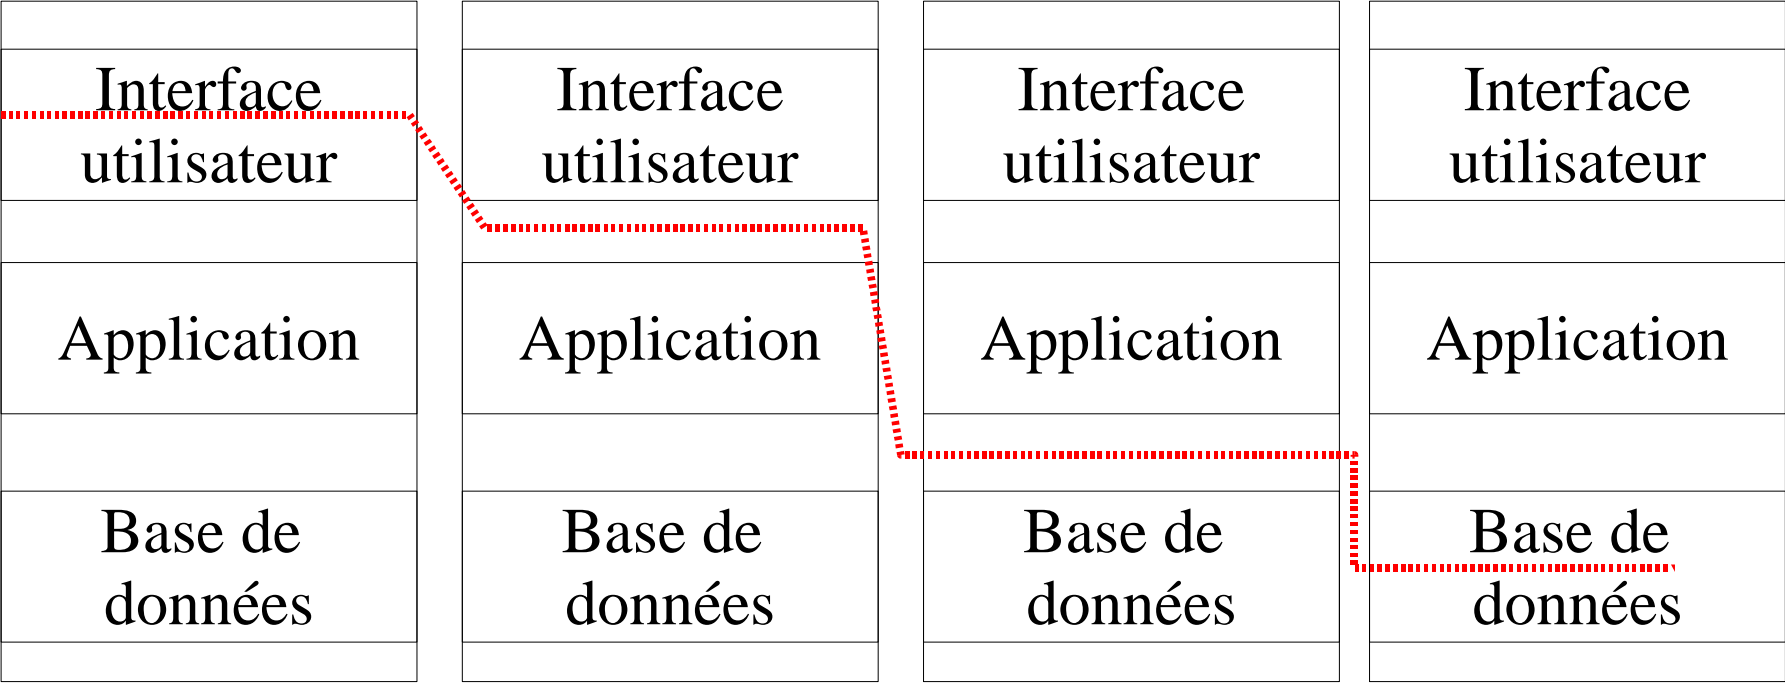 Interface
utilisateur
Application
Base de
données
Interface
utilisateur
Application
Base de
données
Interface
utilisateur
Application
Base de
données
Interface
utilisateur
Application
Base de
données